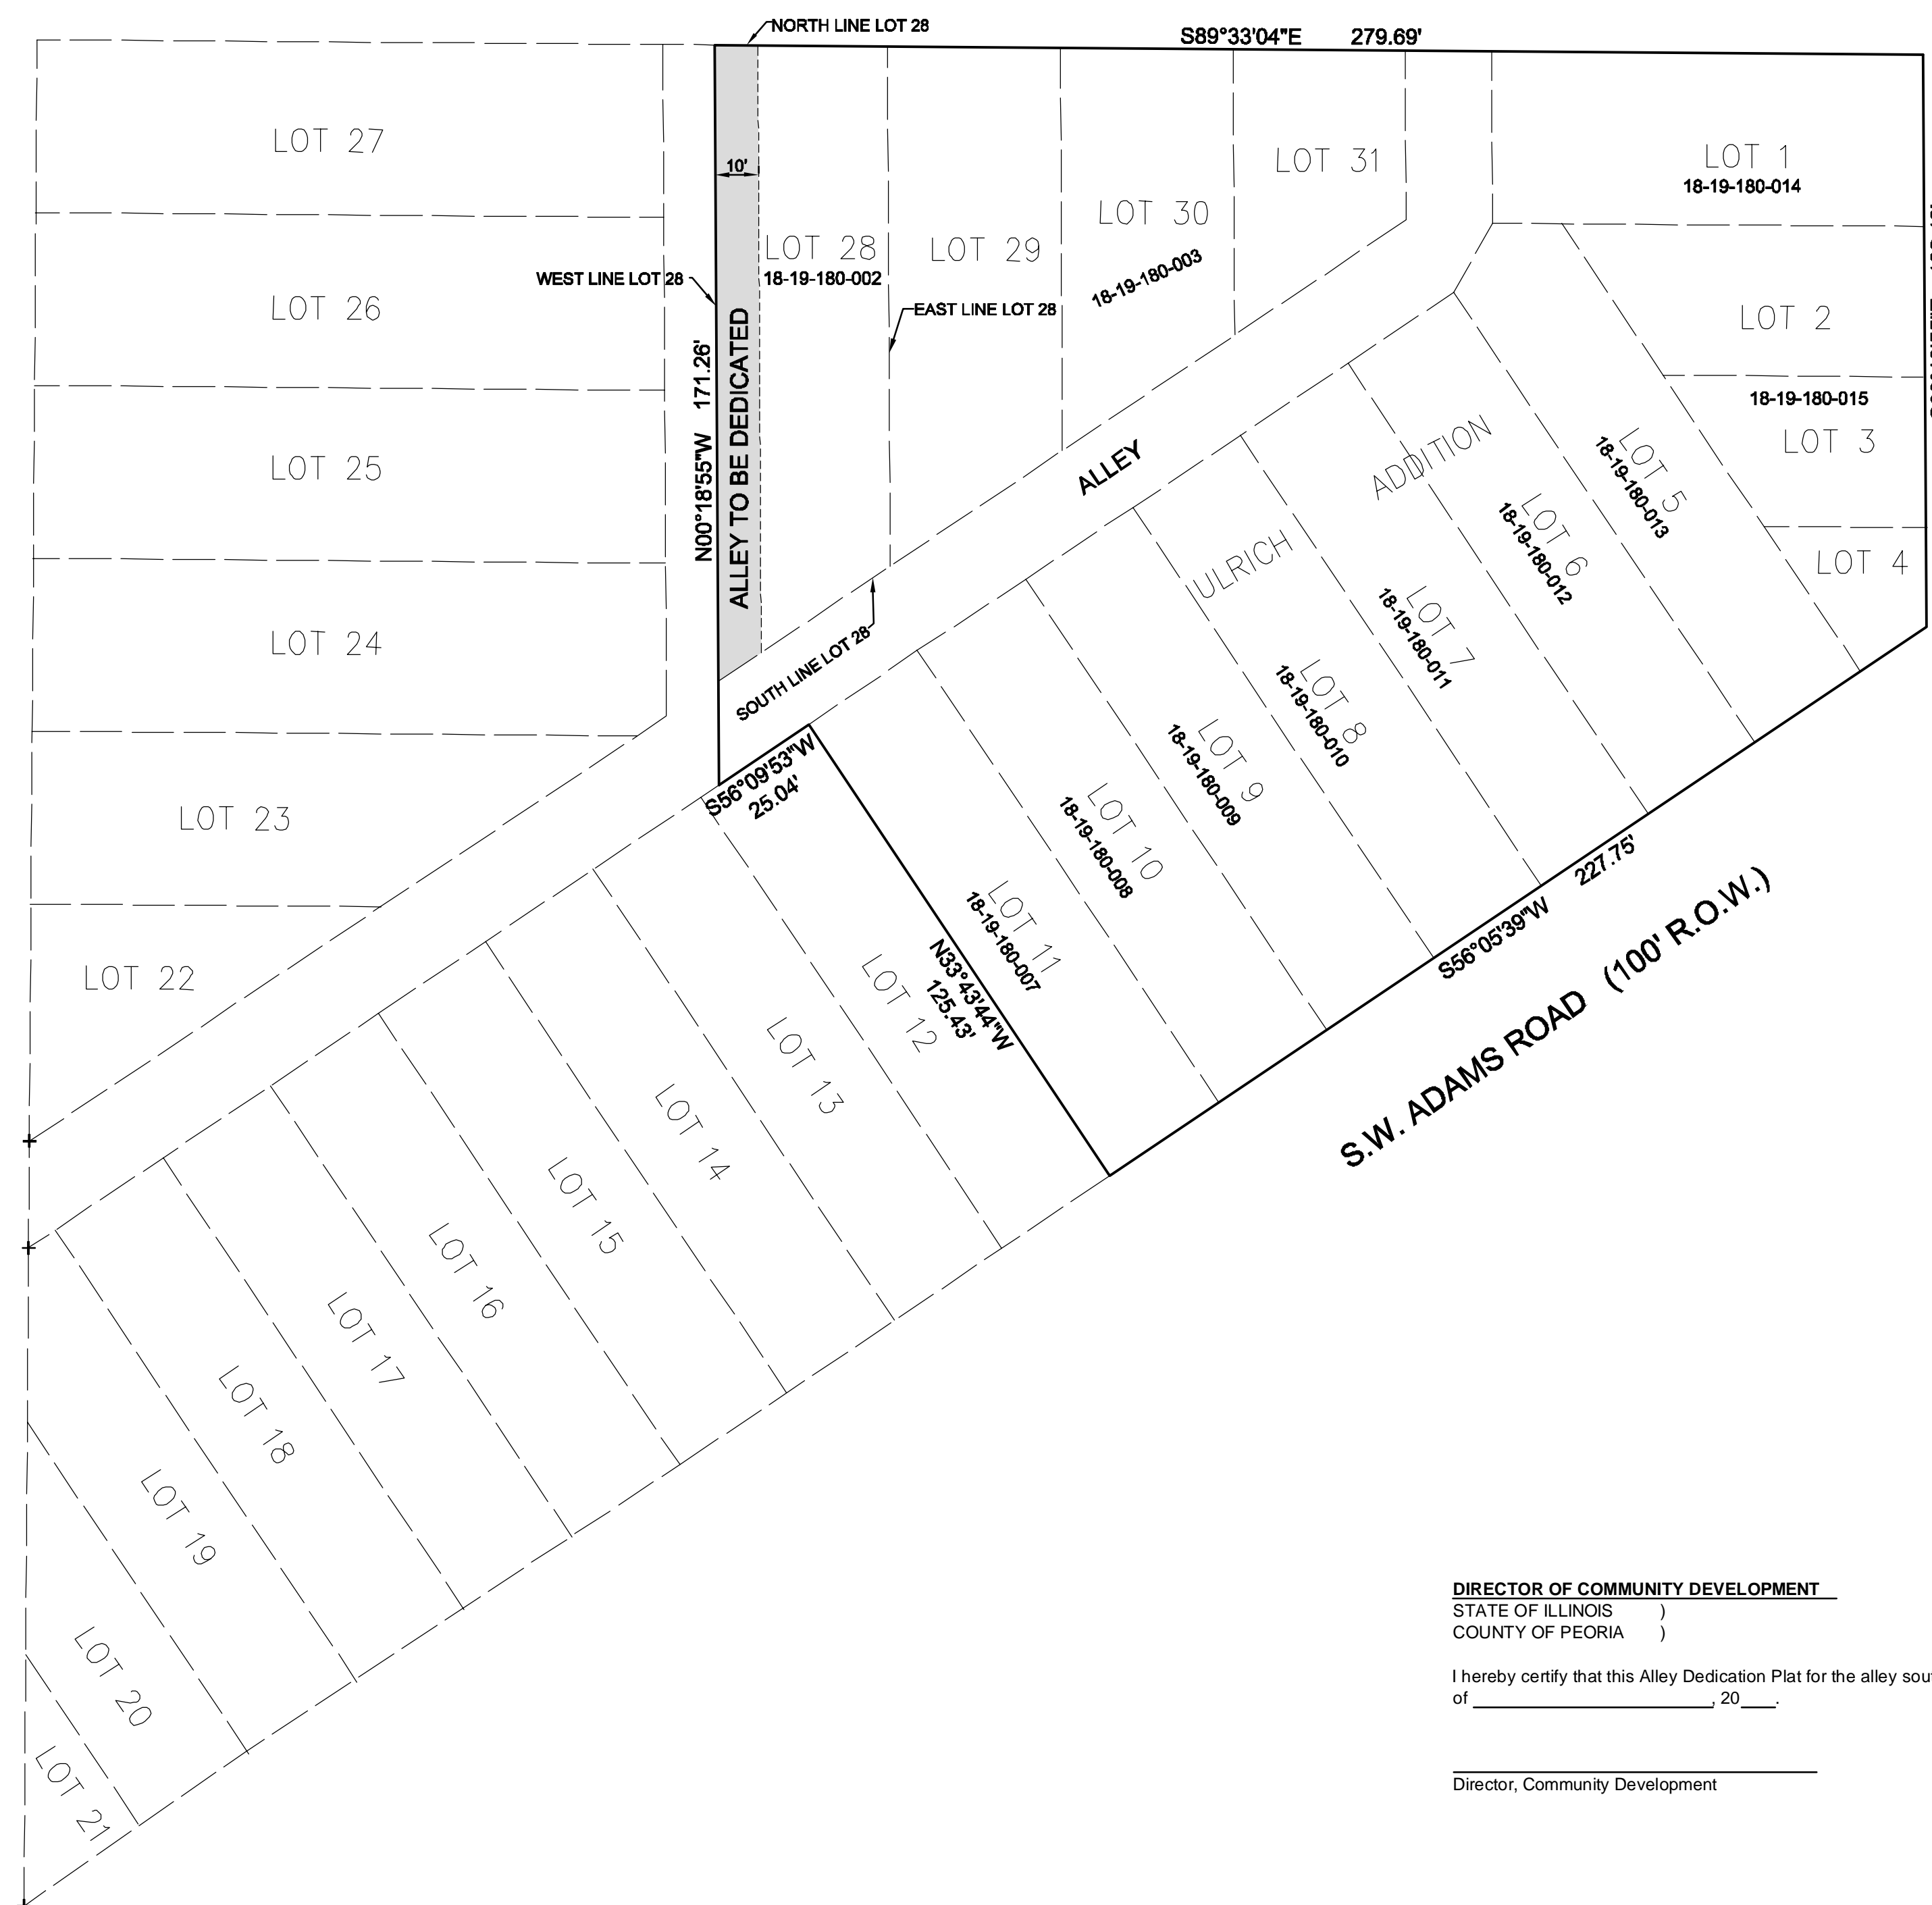 NORTH LINE LOT 28
S89°33'04"E 279.69'
LOT 27
10'
LOT 31
LOT 1
18-19-180-014
LOT 30
18-19-180-003
LOT 28
18-19-180-002
LOT 29
WEST LINE LOT 28
EAST LINE LOT 28
LOT 26
LOT 2
N00°18'55"W 171.26'
ALLEY TO BE DEDICATED
18-19-180-015
LOT 3
LOT 25
ALLEY
ULRICH ADDITION
LOT 5
18-19-180-013
LOT 6
18-19-180-012
LOT 4
LOT 24
LOT 7
18-19-180-011
SOUTH LINE LOT 28
LOT 8
18-19-180-010
S56°09'53"W
25.04'
LOT 23
LOT 9
18-19-180-009
LOT 10
18-19-180-008
227.75'
S56°05'39"W
LOT 11
18-19-180-007
N33°43'44"W
125.43'
S.W. ADAMS ROAD (100' R.O.W.)
LOT 22
LOT 12
LOT 13
LOT 14
LOT 15
LOT 16
LOT 17
LOT 18
LOT 19
LOT 20
LOT 21
DIRECTOR OF COMMUNITY DEVELOPMENT
STATE OF ILLINOIS )
COUNTY OF PEORIA )
I hereby certify that this Alley Dedication Plat for the alley
of ____________________, 20___.
Director, Community Development